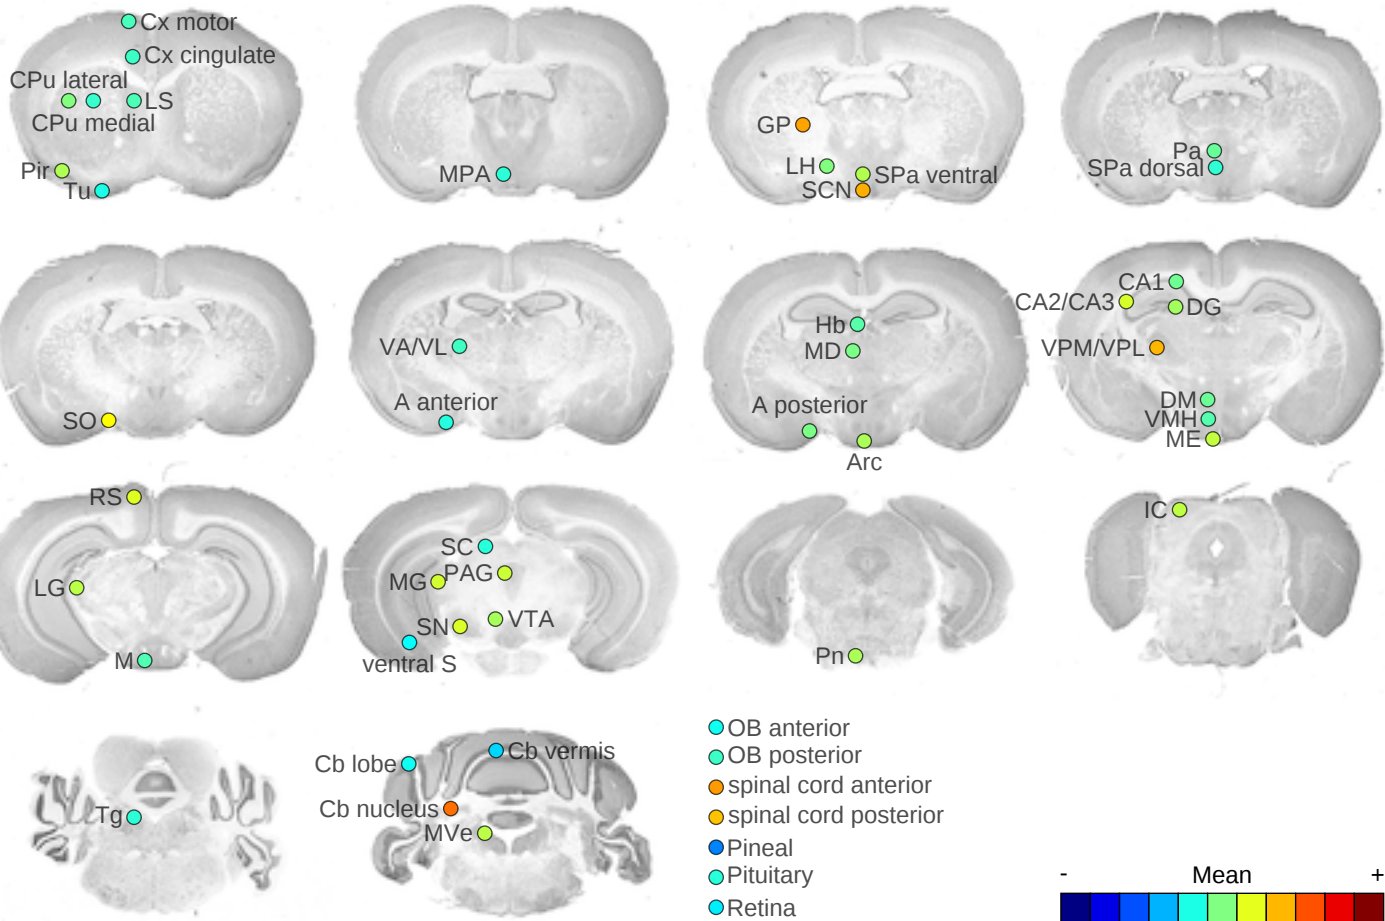 Cx motor
Cx cingulate
CPu lateral
LS
CPu medial
Pir
Tu
MPA
GP
LH
SPa ventral
SCN
Pa
SPa dorsal
SO
VA/VL
A anterior
Hb
MD
A posterior
Arc
CA1
CA2/CA3
DG
VPM/VPL
DM
VMH
ME
RS
LG
M
SC
MG
PAG
SN
VTA
ventral S
Pn
IC
Tg
Cb lobe
Cb vermis
Cb nucleus
MVe
OB anterior
OB posterior
spinal cord anterior
spinal cord posterior
Pineal
Pituitary
Retina
- Mean +